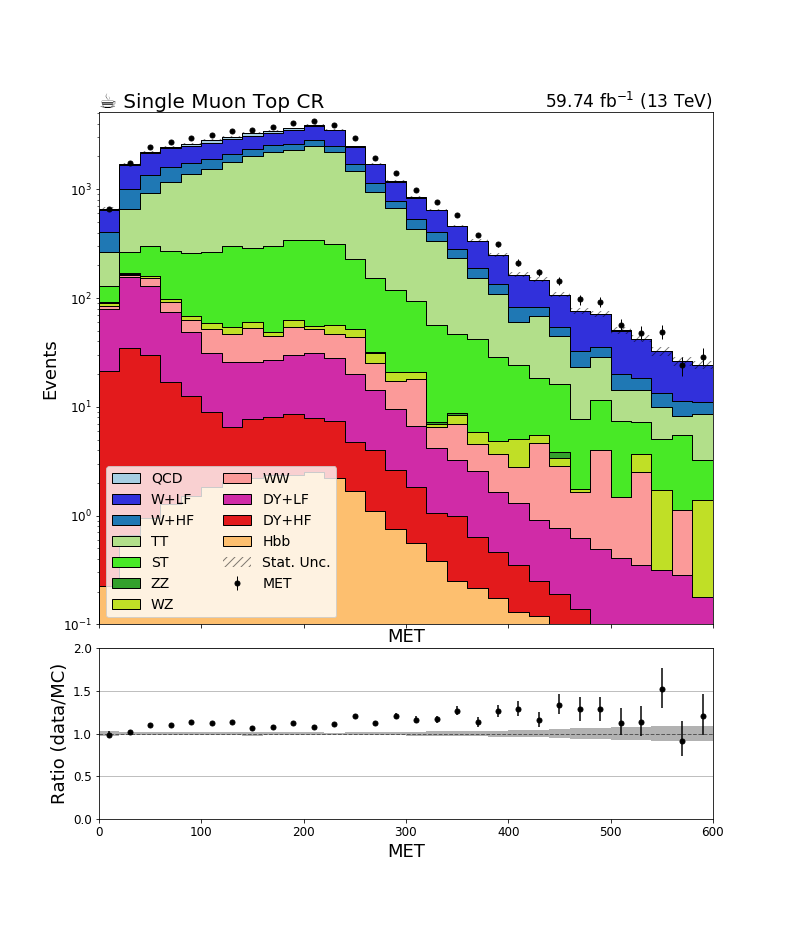 ☕ Single Muon Top CR 59.74 fb⁻¹ (13 TeV)
Events
10³
10²
10¹
10⁰
10⁻¹
QCD WW
W+LF DY+LF
W+HF DY+HF
TT Hbb
ST Stat. Unc.
ZZ MET
WZ
MET
Ratio (data/MC)
2.0
1.5
1.0
0.5
0.0
0 100 200 300 400 500 600
MET